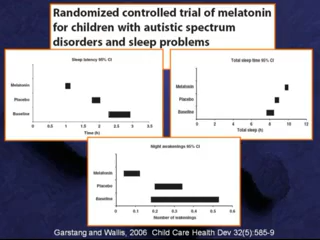 Randomized controlled trial of melatonin
for children with autistic spectrum
disorders and sleep problems
Sleep latency 95% CI
Melatonin
Placebo
Baseline
0 0.5 1 1.5 2 2.5 3 3.5
Time (h)
Total sleep time 95% CI
Melatonin
Placebo
Baseline
0 2 4 6 8 10 12
Total sleep (h)
Night awakenings 95% CI
Melatonin
Placebo
Baseline
0 0.1 0.2 0.3 0.4 0.5 0.6
Number of wakenings
Garstang and Wallis, 2006 Child Care Health Dev 32(5):585-9